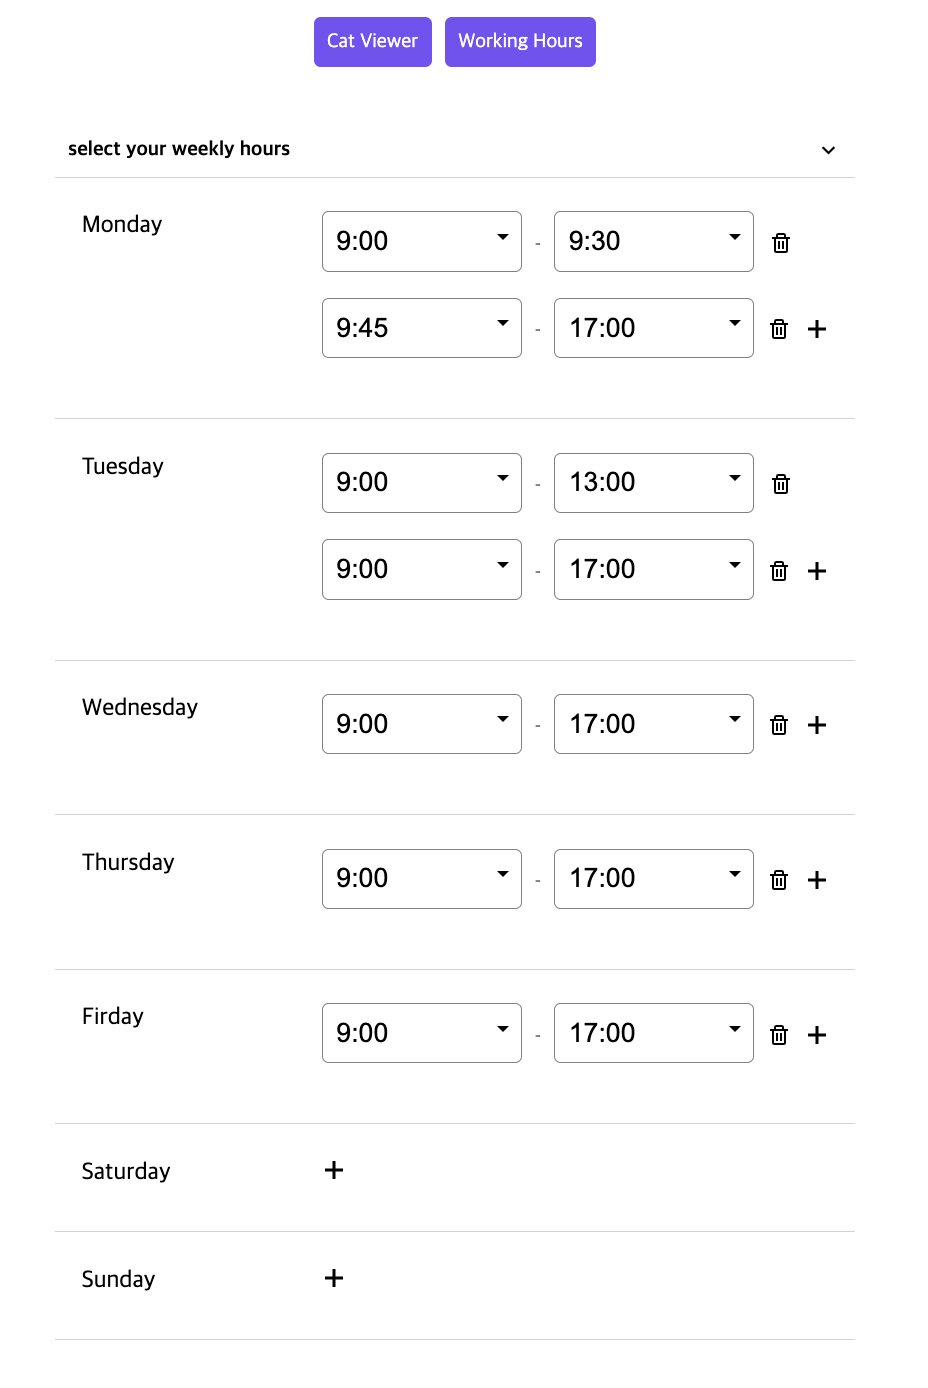 Cat Viewer Working Hours
select your weekly hours
Monday 9:00 - 9:30
9:45 - 17:00
Tuesday 9:00 - 13:00
9:00 - 17:00
Wednesday 9:00 - 17:00
Thursday 9:00 - 17:00
Firday 9:00 - 17:00
Saturday +
Sunday +